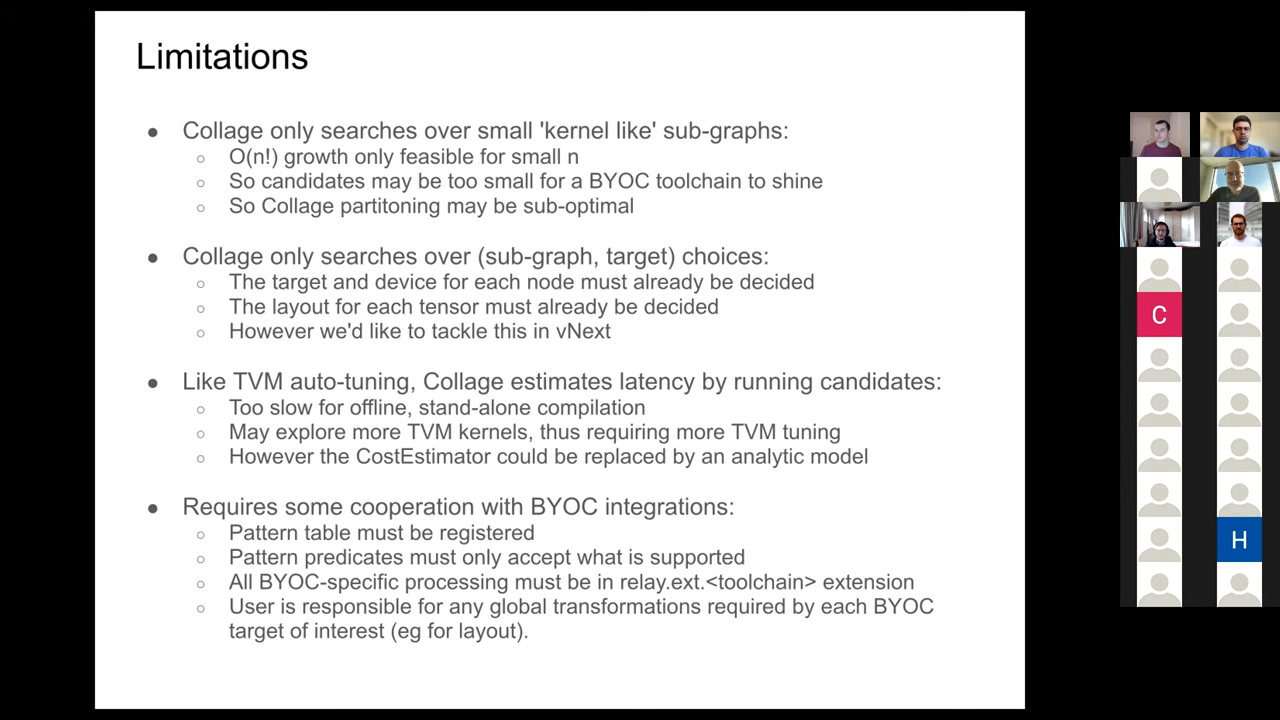 Limitations
● Collage only searches over small 'kernel like' sub-graphs:
○ O(n!) growth only feasible for small n
○ So candidates may be too small for a BYOC toolchain to shine
○ So Collage partitoning may be sub-optimal
● Collage only searches over (sub-graph, target) choices:
○ The target and device for each node must already be decided
○ The layout for each tensor must already be decided
○ However we'd like to tackle this in vNext
● Like TVM auto-tuning, Collage estimates latency by running candidates:
○ Too slow for offline, stand-alone compilation
○ May explore more TVM kernels, thus requiring more TVM tuning
○ However the CostEstimator could be replaced by an analytic model
● Requires some cooperation with BYOC integrations:
○ Pattern table must be registered
○ Pattern predicates must only accept what is supported
○ All BYOC-specific processing must be in relay.ext.<toolchain> extension
○ User is responsible for any global transformations required by each BYOC
target of interest (eg for layout).
C
H